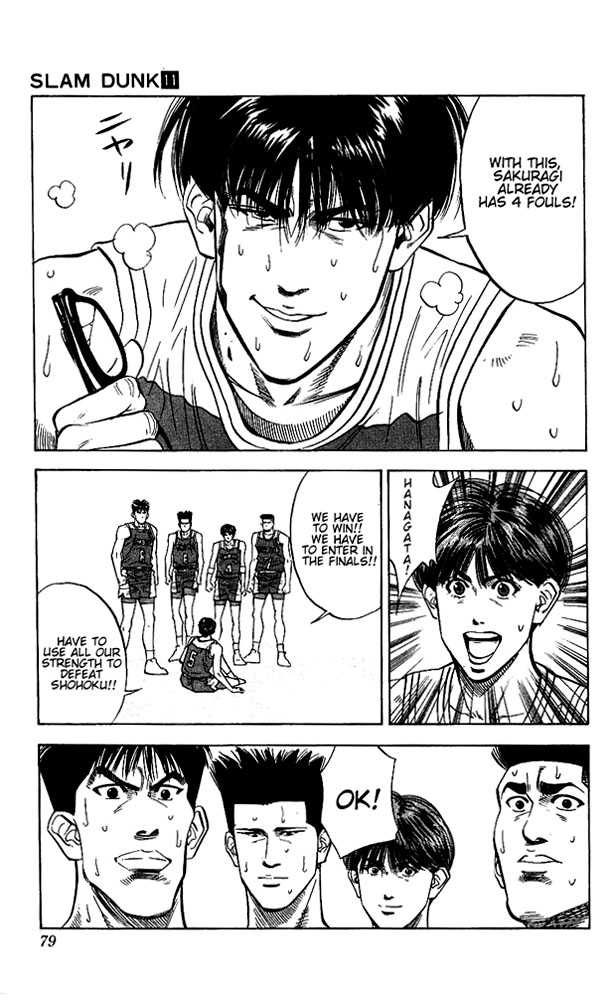 SLAM DUNK 11
WITH THIS,
SAKURAGI
ALREADY
HAS 4 FOULS!
ニヤリ
HANAGATA!
WE HAVE
TO WIN!!
WE HAVE
TO ENTER IN
THE FINALS!!
HAVE TO
USE ALL OUR
STRENGTH TO
DEFEAT
SHOHOKU!!
OK!
79